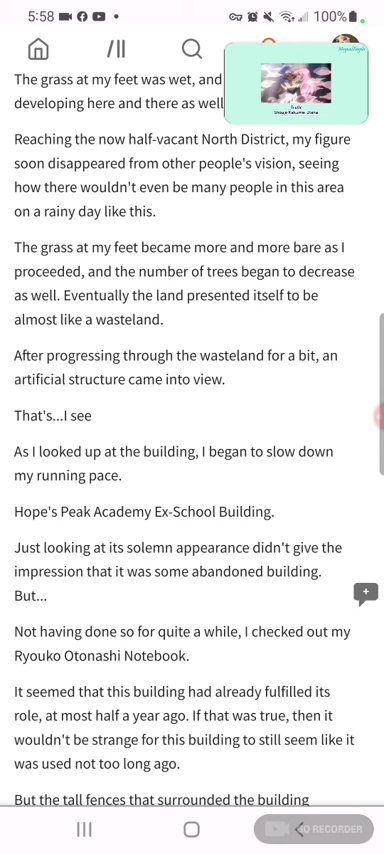 5:58
100%
The grass at my feet was wet, and
developing here and there as well
Reaching the now half-vacant North District, my figure
soon disappeared from other people's vision, seeing
how there wouldn't even be many people in this area
on a rainy day like this.
The grass at my feet became more and more bare as I
proceeded, and the number of trees began to decrease
as well. Eventually the land presented itself to be
almost like a wasteland.
After progressing through the wasteland for a bit, an
artificial structure came into view.
That's...I see
As I looked up at the building, I began to slow down
my running pace.
Hope's Peak Academy Ex-School Building.
Just looking at its solemn appearance didn't give the
impression that it was some abandoned building.
But...
Not having done so for quite a while, I checked out my
Ryouko Otonashi Notebook.
It seemed that this building had already fulfilled its
role, at most half a year ago. If that was true, then it
wouldn't be strange for this building to still seem like it
was used not too long ago.
But the tall fences that surrounded the building
GO RECORDER